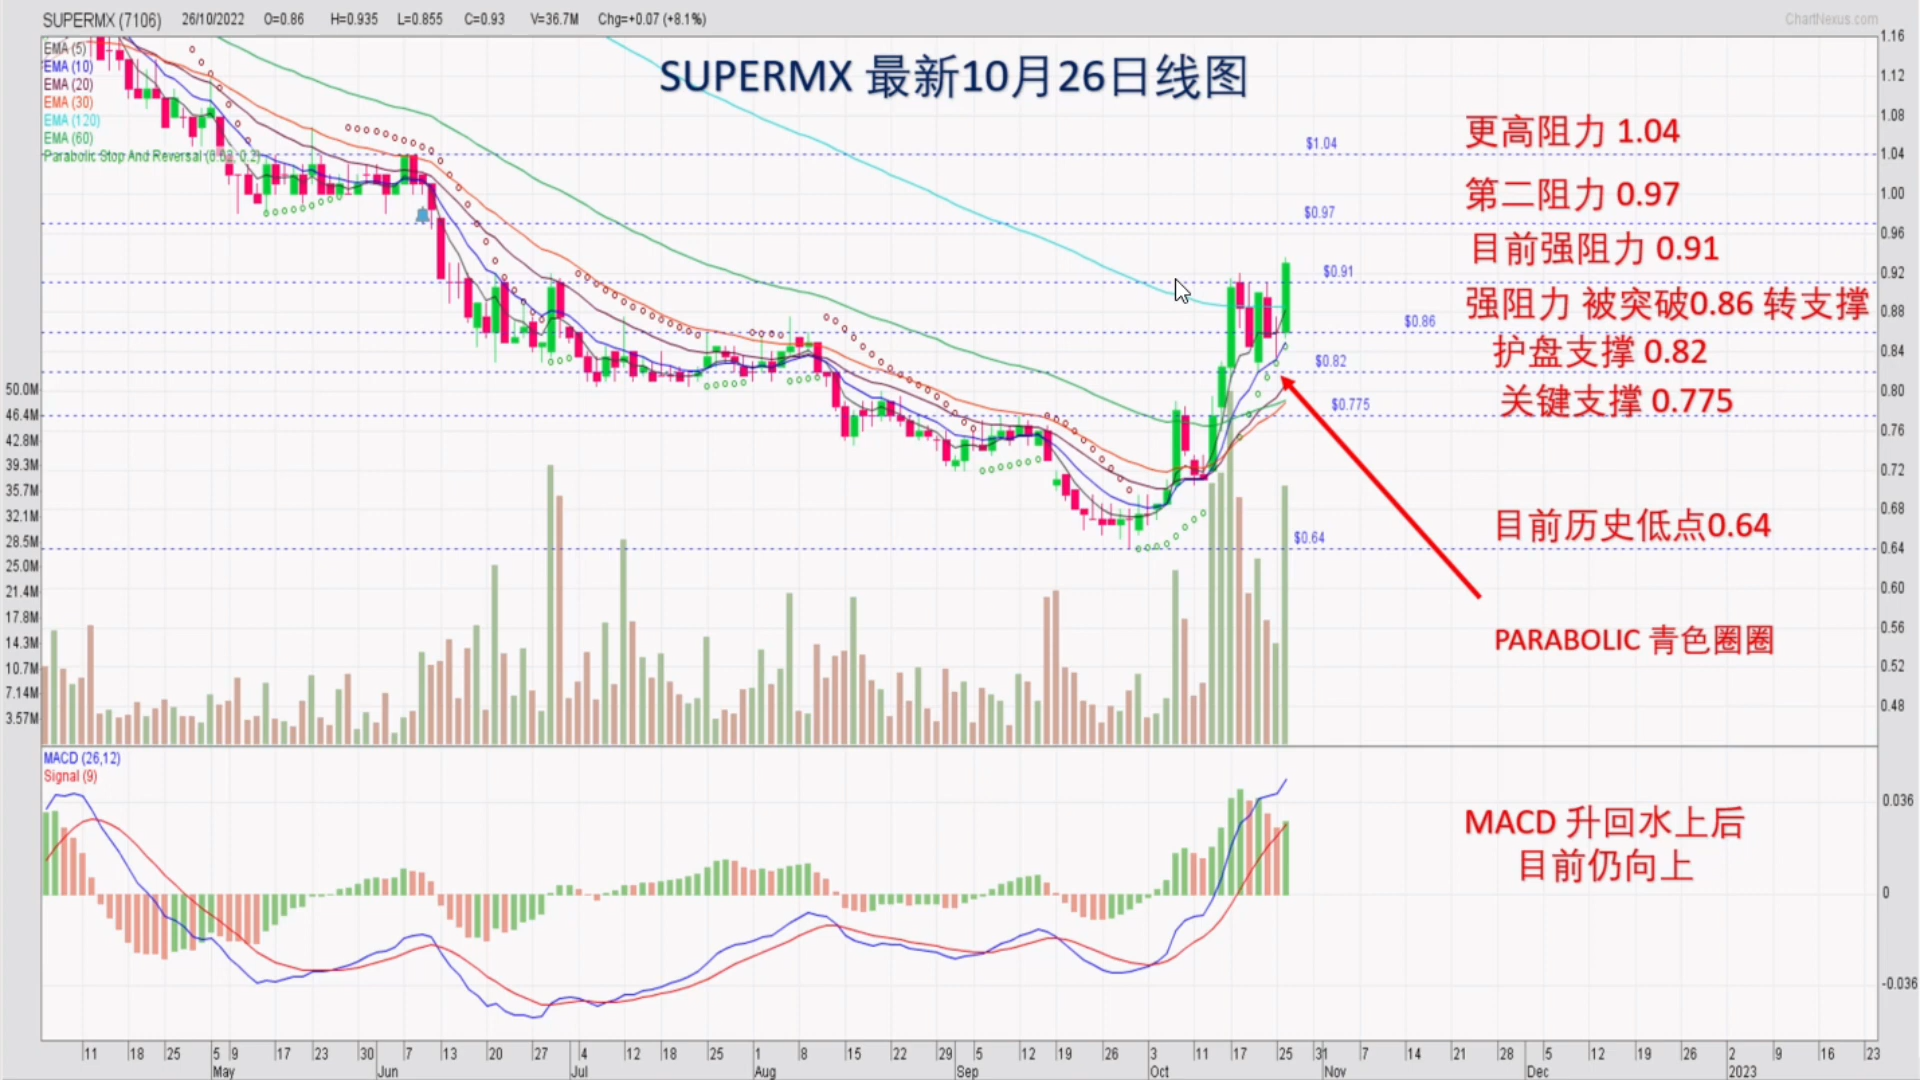 SUPERMX (7106) 26/10/2022 O=0.86 H=0.935 L=0.855 C=0.93 V=36.7M Chg=+0.07 (+8.1%)
ChartNexus.com
EMA (5)
EMA (10)
EMA (20)
EMA (30)
EMA (120)
EMA (60)
Parabolic Stop And Reversal (0.02, 0.2)
SUPERMX 最新10月26日线图
更高阻力 1.04
第二阻力 0.97
目前强阻力 0.91
强阻力 被突破0.86 转支撑
护盘支撑 0.82
关键支撑 0.775
目前历史低点0.64
PARABOLIC 青色圈圈
$1.04
$0.97
$0.91
$0.86
$0.82
$0.775
$0.64
1.16
1.12
1.08
1.04
1.00
0.96
0.92
0.88
0.84
0.80
0.76
0.72
0.68
0.64
0.60
0.56
0.52
0.48
50.0M
46.4M
42.8M
39.3M
35.7M
32.1M
28.5M
25.0M
21.4M
17.8M
14.3M
10.7M
7.14M
3.57M
MACD (26,12)
Signal (9)
MACD 升回水上后
目前仍向上
0.036
0
-0.036
11 18 25 5 9 17 23 30 7 13 20 27 4 12 18 25 1 8 15 22 29 5 12 19 26 3 11 17 25 31 7 14 21 28 5 12 19 26 2 9 16 23
May Jun Jul Aug Sep Oct Nov Dec 2023